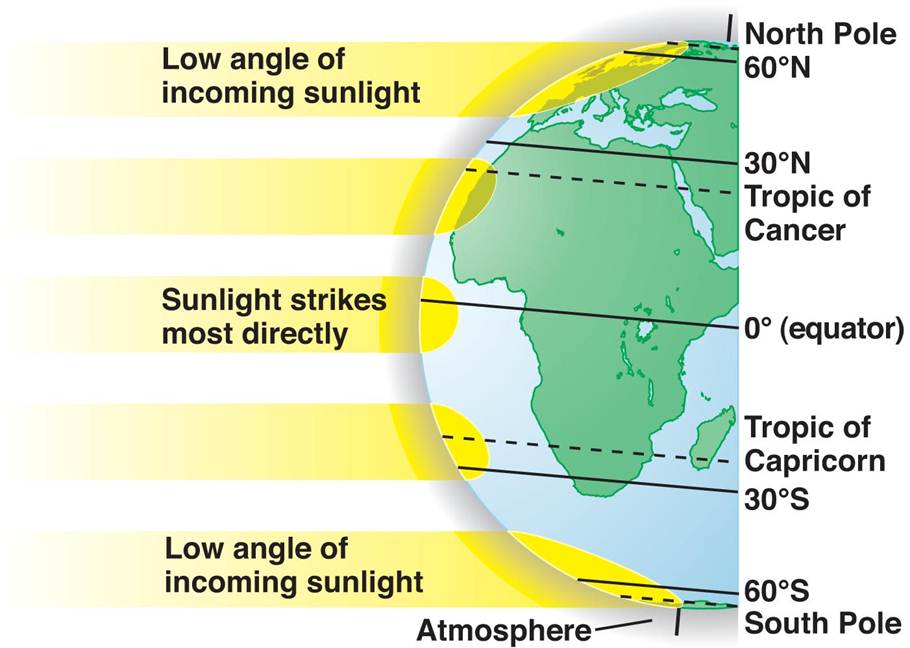 North Pole
Low angle of
incoming sunlight
60°N
30°N
Tropic of
Cancer
Sunlight strikes
most directly
0° (equator)
Tropic of
Capricorn
30°S
Low angle of
incoming sunlight
60°S
Atmosphere
South Pole